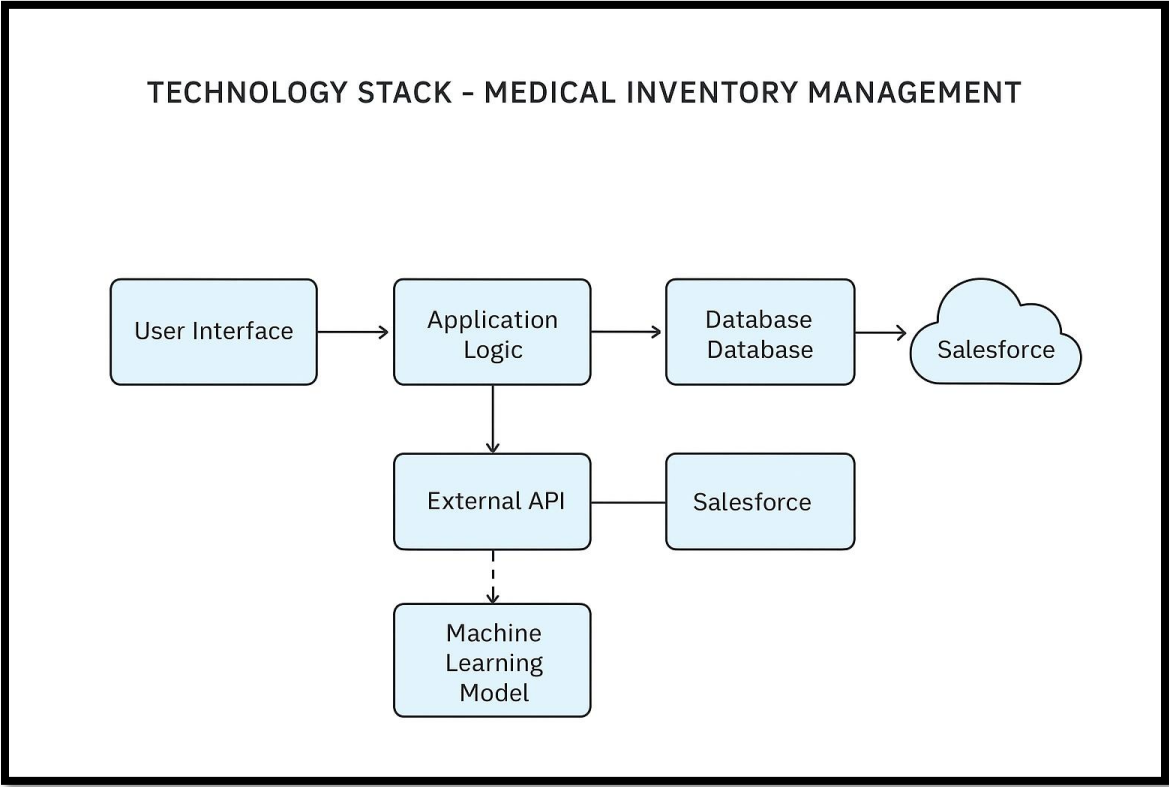 TECHNOLOGY STACK - MEDICAL INVENTORY MANAGEMENT
User Interface
Application
Logic
Database
Database
Salesforce
External API
Salesforce
Machine
Learning
Model